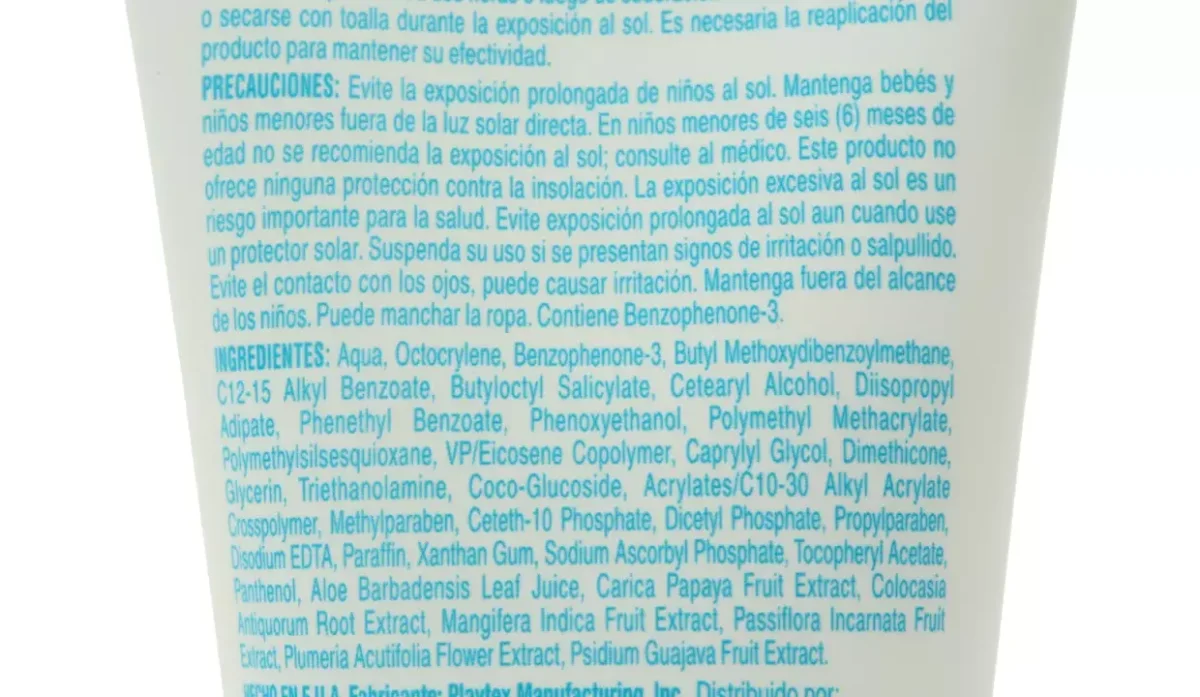 o secarse con toalla durante la exposición al sol. Es necesaria la reaplicación del
producto para mantener su efectividad.
PRECAUCIONES: Evite la exposición prolongada de niños al sol. Mantenga bebés y
niños menores fuera de la luz solar directa. En niños menores de seis (6) meses de
edad no se recomienda la exposición al sol; consulte al médico. Este producto no
ofrece ninguna protección contra la insolación. La exposición excesiva al sol es un
riesgo importante para la salud. Evite exposición prolongada al sol aun cuando use
un protector solar. Suspenda su uso si se presentan signos de irritación o salpullido.
Evite el contacto con los ojos, puede causar irritación. Mantenga fuera del alcance
de los niños. Puede manchar la ropa. Contiene Benzophenone-3.
INGREDIENTES: Aqua, Octocrylene, Benzophenone-3, Butyl Methoxydibenzoylmethane,
C12-15 Alkyl Benzoate, Butyloctyl Salicylate, Cetearyl Alcohol, Diisopropyl
Adipate, Phenethyl Benzoate, Phenoxyethanol, Polymethyl Methacrylate,
Polymethylsilsesquioxane, VP/Eicosene Copolymer, Caprylyl Glycol, Dimethicone,
Glycerin, Triethanolamine, Coco-Glucoside, Acrylates/C10-30 Alkyl Acrylate
Crosspolymer, Methylparaben, Ceteth-10 Phosphate, Dicetyl Phosphate, Propylparaben,
Disodium EDTA, Paraffin, Xanthan Gum, Sodium Ascorbyl Phosphate, Tocopheryl Acetate,
Panthenol, Aloe Barbadensis Leaf Juice, Carica Papaya Fruit Extract, Colocasia
Antiquorum Root Extract, Mangifera Indica Fruit Extract, Passiflora Incarnata Fruit
Extract, Plumeria Acutifolia Flower Extract, Psidium Guajava Fruit Extract.
HECHO EN E.U.A. Fabricante: Playtex Manufacturing, Inc. Distribuido por: